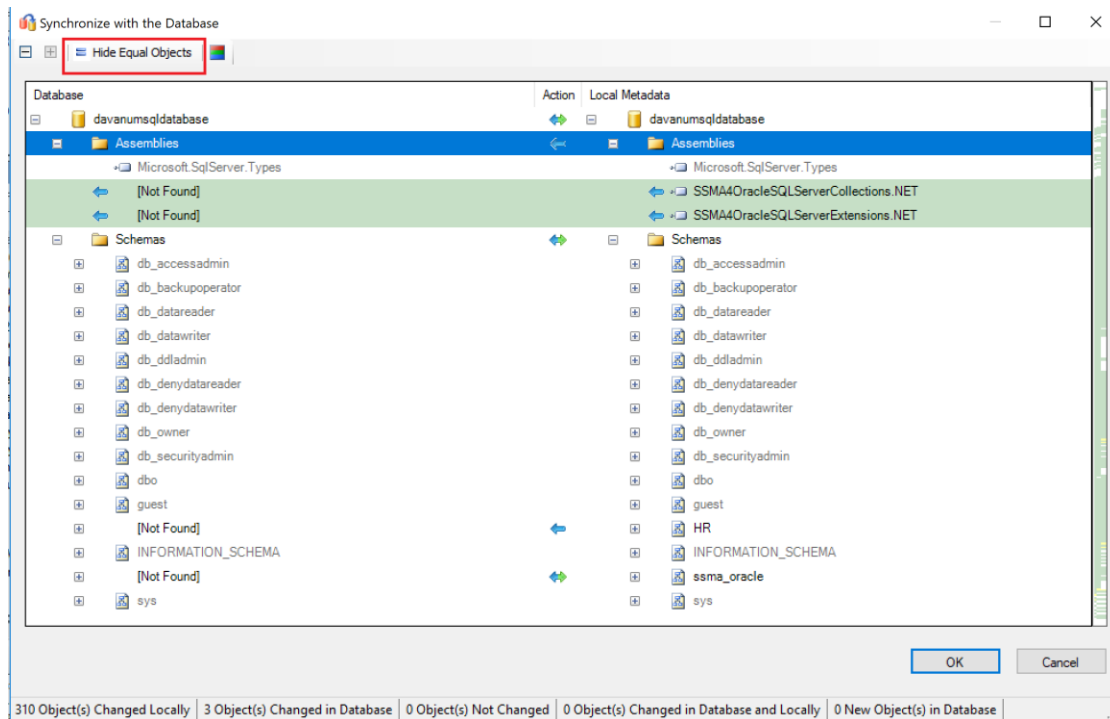 Synchronize with the Database
Hide Equal Objects
Database Action Local Metadata
davanumsqldatabase davanumsqldatabase
Assemblies Assemblies
Microsoft.SqlServer.Types Microsoft.SqlServer.Types
[Not Found] SSMA4OracleSQLServerCollections.NET
[Not Found] SSMA4OracleSQLServerExtensions.NET
Schemas Schemas
db_accessadmin db_accessadmin
db_backupoperator db_backupoperator
db_datareader db_datareader
db_datawriter db_datawriter
db_ddladmin db_ddladmin
db_denydatareader db_denydatareader
db_denydatawriter db_denydatawriter
db_owner db_owner
db_securityadmin db_securityadmin
dbo dbo
guest guest
[Not Found] HR
INFORMATION_SCHEMA INFORMATION_SCHEMA
[Not Found] ssma_oracle
sys sys
OK Cancel
310 Object(s) Changed Locally 3 Object(s) Changed in Database 0 Object(s) Not Changed 0 Object(s) Changed in Database and Locally 0 New Object(s) in Database